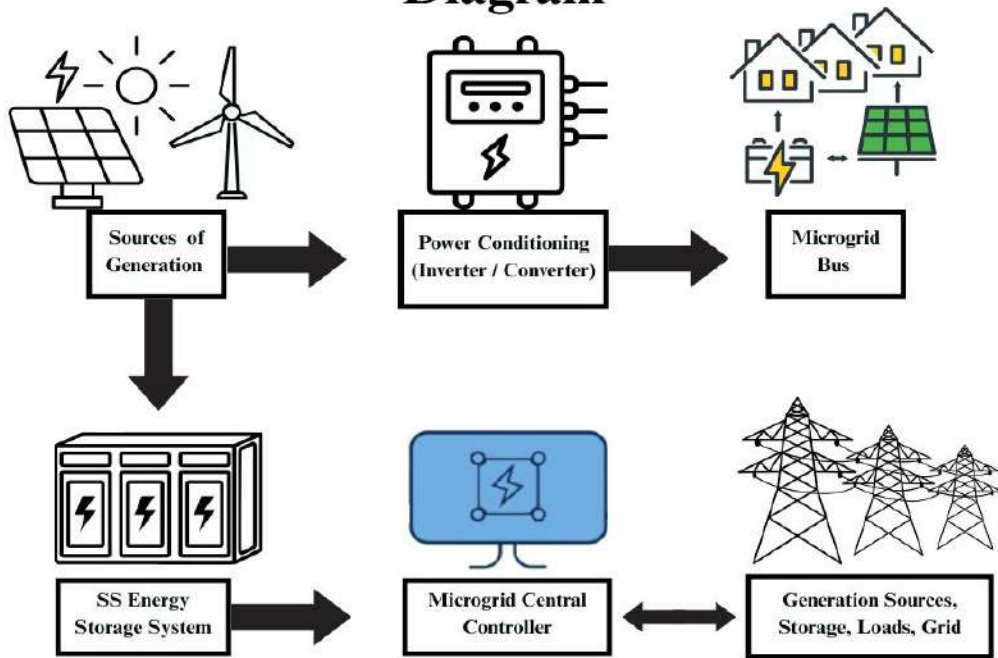 Diagram
Sources of
Generation
Power Conditioning
(Inverter / Converter)
Microgrid
Bus
SS Energy
Storage System
Microgrid Central
Controller
Generation Sources,
Storage, Loads, Grid